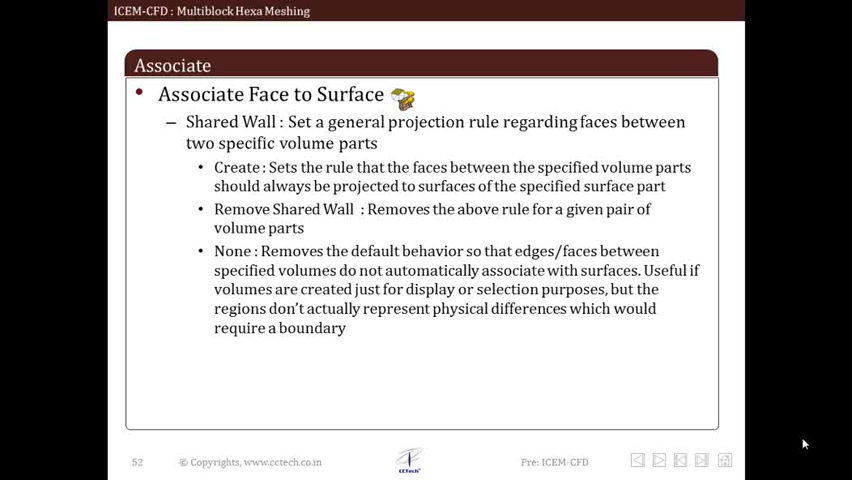 ICEM-CFD : Multiblock Hexa Meshing
Associate
• Associate Face to Surface
– Shared Wall : Set a general projection rule regarding faces between
two specific volume parts
• Create : Sets the rule that the faces between the specified volume parts
should always be projected to surfaces of the specified surface part
• Remove Shared Wall : Removes the above rule for a given pair of
volume parts
• None : Removes the default behavior so that edges/faces between
specified volumes do not automatically associate with surfaces. Useful if
volumes are created just for display or selection purposes, but the
regions don't actually represent physical differences which would
require a boundary
52 © Copyrights, www.cctech.co.in CCTech Pre: ICEM-CFD